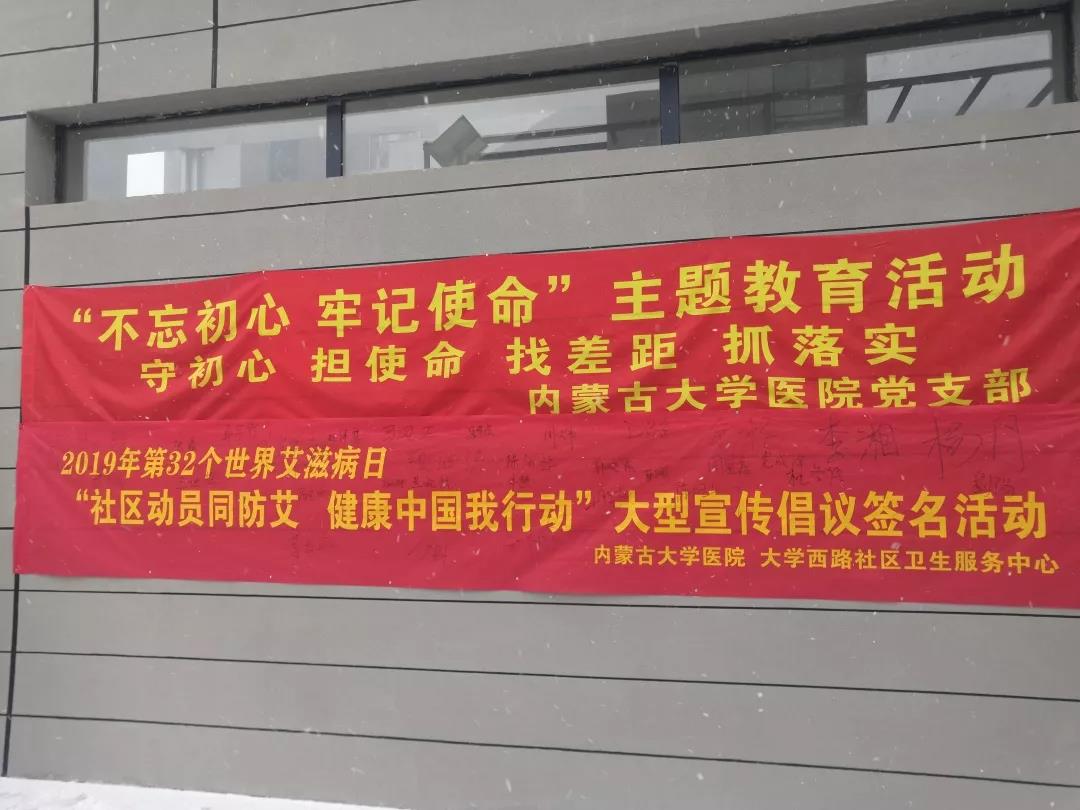 “不忘初心 牢记使命”主题教育活动
守初心 担使命 找差距 抓落实
内蒙古大学医院党支部
李湘 杨丹
2019年第32个世界艾滋病日
“社区动员同防艾 健康中国我行动”大型宣传倡议签名活动
内蒙古大学医院 大学西路社区卫生服务中心